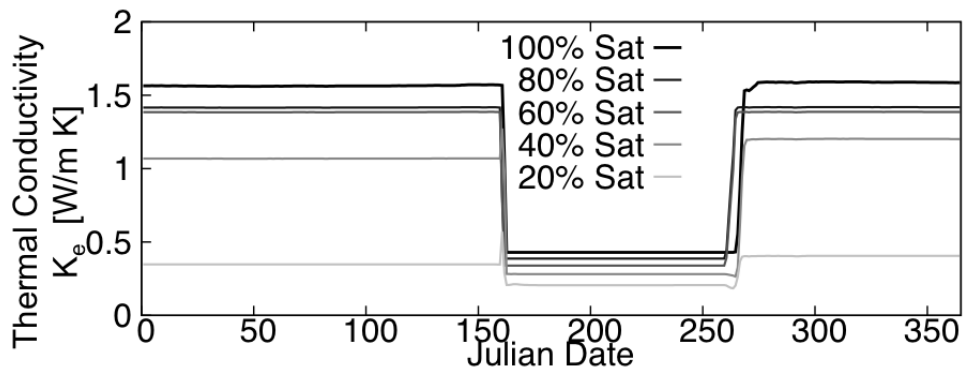 Thermal Conductivity
Ke [W/m K]
2
1.5
1
0.5
0
100% Sat
80% Sat
60% Sat
40% Sat
20% Sat
0 50 100 150 200 250 300 350
Julian Date